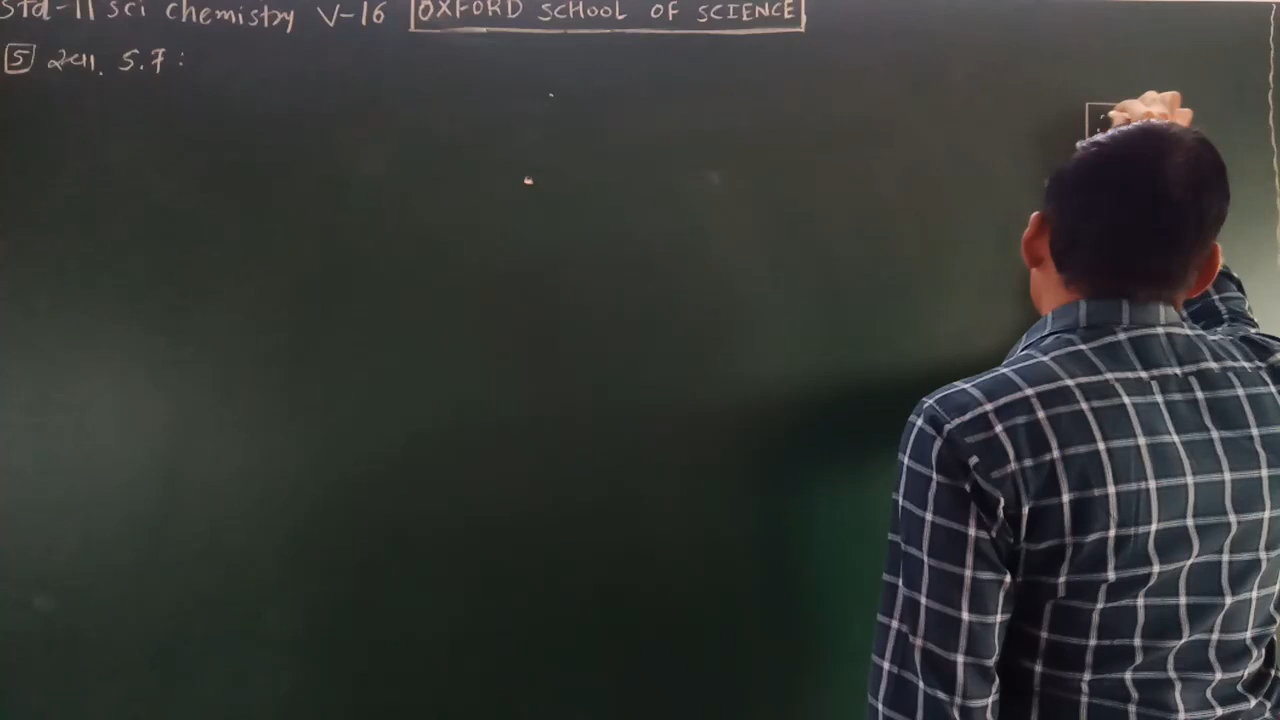 Std-11 Sci Chemistry V-16 OXFORD SCHOOL OF SCIENCE
5 સ્વા. 5.7: